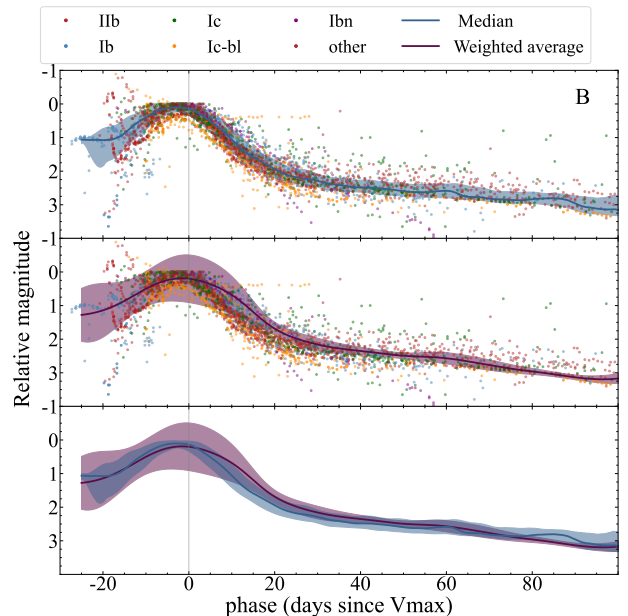 IIb Ic Ibn Median
Ib Ic-bl other Weighted average
-1
B
0
1
2
3
-1
0
1
2
3
-1
0
1
2
3
Relative magnitude
-20 0 20 40 60 80
phase (days since Vmax)